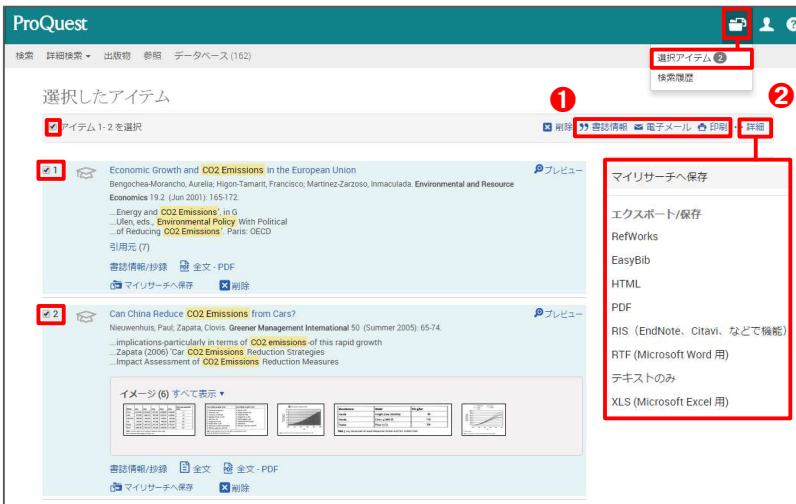 ProQuest
検索 詳細検索 ▾ 出版物 参照 データベース (162)
選択アイテム 2
検索履歴
選択したアイテム
❶
❷
アイテム 1-2 を選択
削除 書誌情報 電子メール 印刷 ••• 詳細
1
Economic Growth and CO2 Emissions in the European Union
プレビュー
Bengochea-Morancho, Aurelia; Higon-Tamarit, Francisco; Martinez-Zarzoso, Inmaculada. Environmental and Resource
Economics 19.2 (Jun 2001): 165-172.
...Energy and CO2 Emissions', in G
...Ulen, eds., Environmental Policy With Political
...of Reducing CO2 Emissions'. Paris: OECD
引用元 (7)
書誌情報/抄録 全文 - PDF
マイリサーチへ保存 削除
2
Can China Reduce CO2 Emissions from Cars?
プレビュー
Nieuwenhuis, Paul; Zapata, Clovis. Greener Management International 50 (Summer 2005): 65-74.
...implications-particularly in terms of CO2 emissions-of this rapid growth
...Zapata (2006) 'Car CO2 Emissions Reduction Strategies
...Impact Assessment of CO2 Emissions Reduction Measures
イメージ (6) すべて表示 ▾
書誌情報/抄録 全文 全文 - PDF
マイリサーチへ保存 削除
マイリサーチへ保存
エクスポート/保存
RefWorks
EasyBib
HTML
PDF
RIS（EndNote、Citavi、などで機能）
RTF (Microsoft Word 用)
テキストのみ
XLS (Microsoft Excel 用)